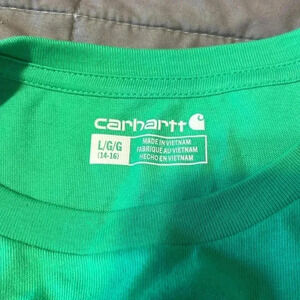 carhartt
L/G/G
(14-16)
MADE IN VIETNAM
FABRIQUÉ AU VIETNAM
HECHO EN VIETNAM